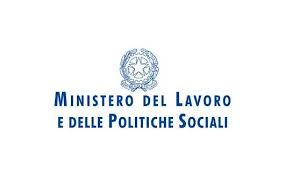 MINISTERO DEL LAVORO
E DELLE POLITICHE SOCIALI